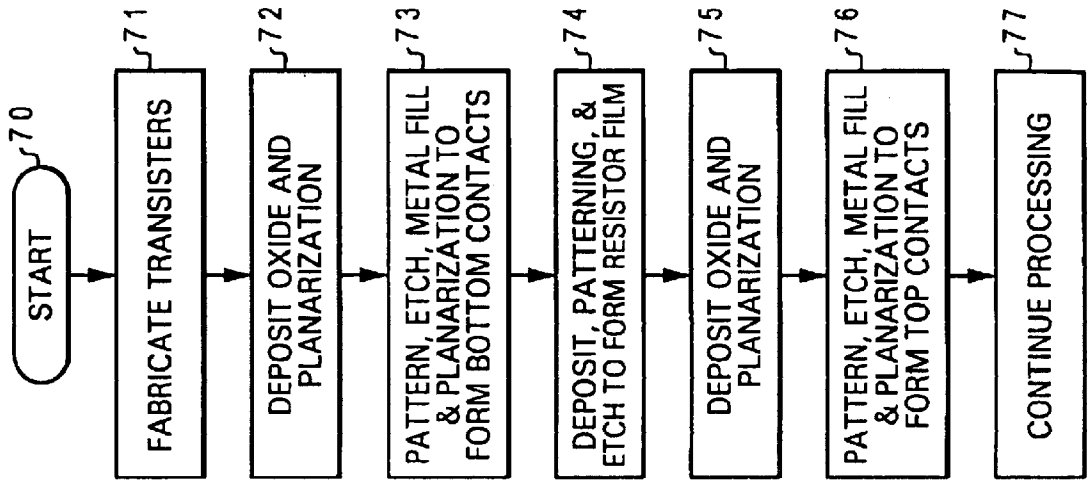 START
70
FABRICATE TRANSISTERS
71
DEPOSIT OXIDE AND
PLANARIZATION
72
PATTERN, ETCH, METAL FILL
& PLANARIZATION TO
FORM BOTTOM CONTACTS
73
DEPOSIT, PATTERNING, &
ETCH TO FORM RESISTOR FILM
74
DEPOSIT OXIDE AND
PLANARIZATION
75
PATTERN, ETCH, METAL FILL
& PLANARIZATION TO
FORM TOP CONTACTS
76
CONTINUE PROCESSING
77